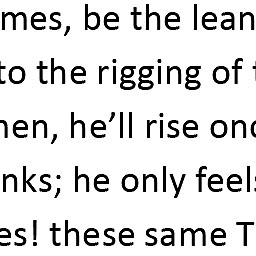 mes, be the lean
to the rigging of t
hen, he’ll rise onc
nks; he only feels
es! these same T